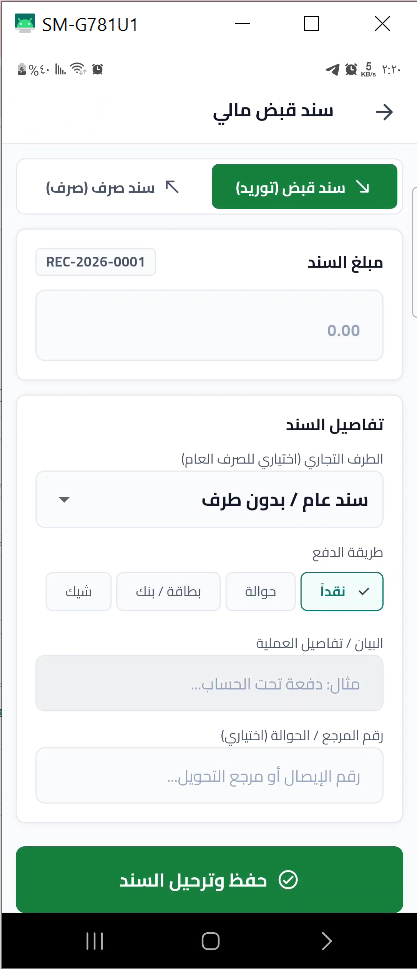 SM-G781U1
٢:٢٠ 5 KB/s %٤٠
سند قبض مالي
سند قبض (توريد) سند صرف (صرف)
مبلغ السند REC-2026-0001
0.00
تفاصيل السند
الطرف التجاري (اختياري للصرف العام)
سند عام / بدون طرف
طريقة الدفع
نقداً حوالة بطاقة / بنك شيك
البيان / تفاصيل العملية
مثال: دفعة تحت الحساب...
رقم المرجع / الحوالة (اختياري)
رقم الإيصال أو مرجع التحويل...
حفظ وترحيل السند